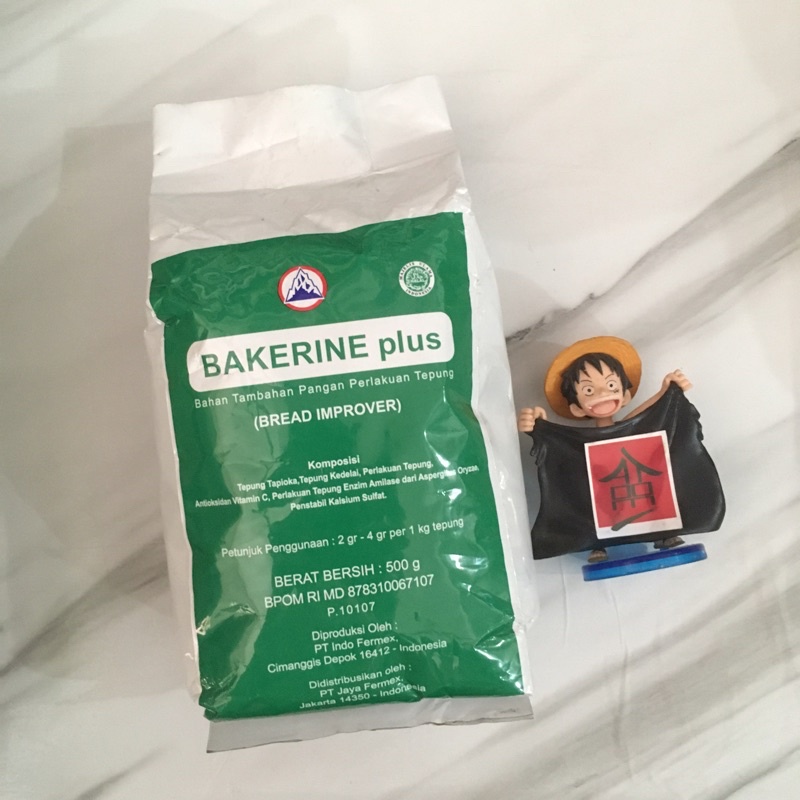 BAKERINE plus
Bahan Tambahan Pangan Perlakuan Tepung
(BREAD IMPROVER)
Komposisi
Tepung Tapioka,Tepung Kedelai, Perlakuan Tepung,
Antioksidan Vitamin C, Perlakuan Tepung Enzim Amilase dari Aspergillus Oryzae,
Penstabil Kalsium Sulfat.
Petunjuk Penggunaan : 2 gr - 4 gr per 1 kg tepung
BERAT BERSIH : 500 g
BPOM RI MD 878310067107
P.10107
Diproduksi Oleh :
PT Indo Fermex,
Cimanggis Depok 16412 - Indonesia
Didistribusikan oleh :
PT Jaya Fermex,
Jakarta 14350 - Indonesia